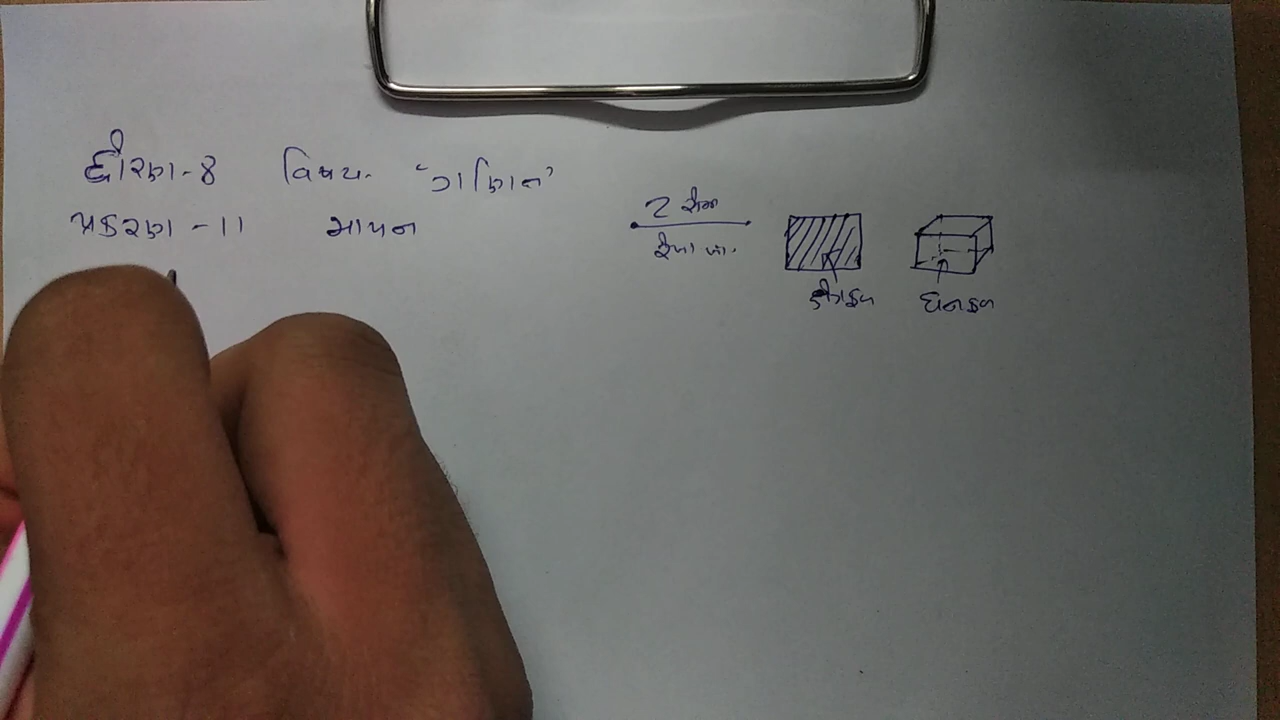 ધોરણ-8 વિષય. ‘ગણિત’
પ્રકરણ-11 માપન
2 સેમ
રેખા ખં.
ક્ષેત્રફળ
ઘનફળ